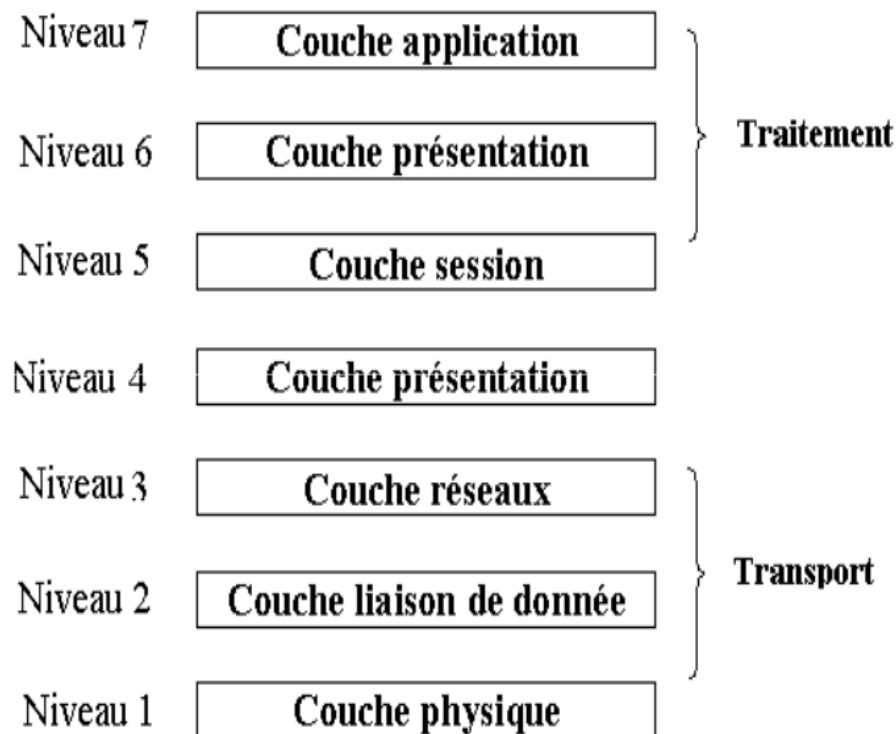 Niveau 7 Couche application
Niveau 6 Couche présentation Traitement
Niveau 5 Couche session
Niveau 4 Couche présentation
Niveau 3 Couche réseaux
Niveau 2 Couche liaison de donnée Transport
Niveau 1 Couche physique